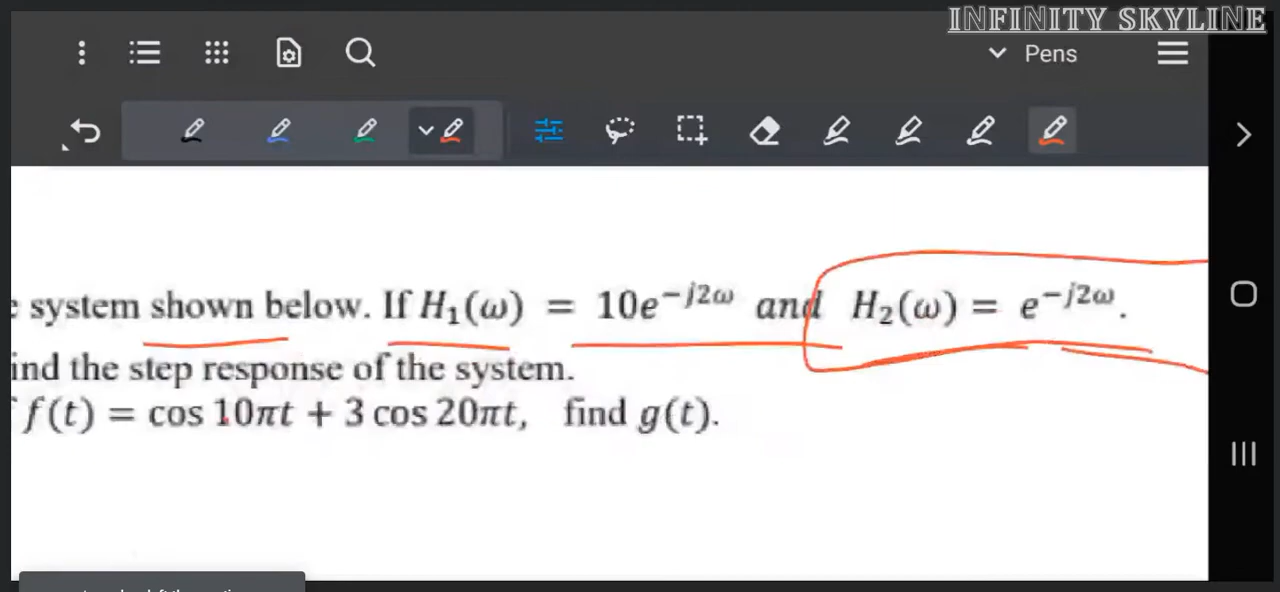 INFINITY SKYLINE
Pens
system shown below. If H₁(ω) = 10e^{-j2ω} and H₂(ω) = e^{-j2ω}.
ind the step response of the system.
f(t) = cos 10πt + 3 cos 20πt, find g(t).